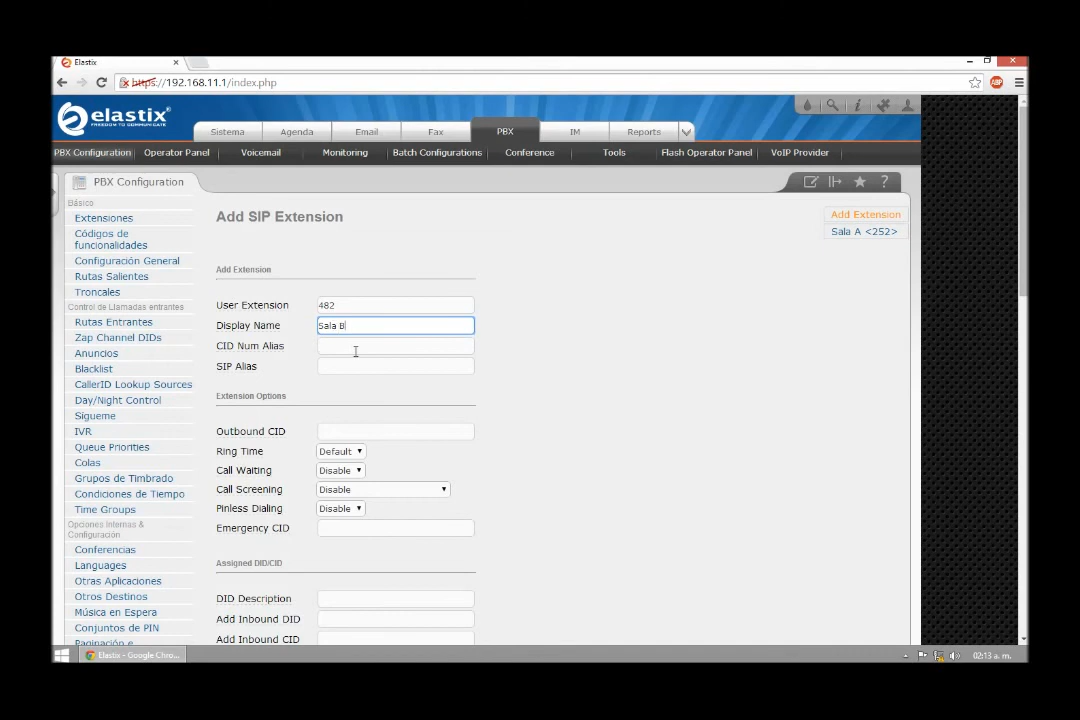 Elastix
https://192.168.11.1/index.php
ABP
elastix
FREEDOM TO COMMUNICATE
Sistema Agenda Email Fax PBX IM Reports
PBX Configuration Operator Panel Voicemail Monitoring Batch Configurations Conference Tools Flash Operator Panel VoIP Provider
PBX Configuration
Básico
Extensiones
Códigos de
funcionalidades
Configuración General
Rutas Salientes
Troncales
Control de Llamadas entrantes
Rutas Entrantes
Zap Channel DIDs
Anuncios
Blacklist
CallerID Lookup Sources
Day/Night Control
Sigueme
IVR
Queue Priorities
Colas
Grupos de Timbrado
Condiciones de Tiempo
Time Groups
Opciones Internas &
Configuración
Conferencias
Languages
Otras Aplicaciones
Otros Destinos
Música en Espera
Conjuntos de PIN
Paginación e
Add SIP Extension
Add Extension
User Extension 482
Display Name Sala B
CID Num Alias
SIP Alias
Extension Options
Outbound CID
Ring Time Default
Call Waiting Disable
Call Screening Disable
Pinless Dialing Disable
Emergency CID
Assigned DID/CID
DID Description
Add Inbound DID
Add Inbound CID
Add Extension
Sala A <252>
Elastix - Google Chro...
02:13 a. m.